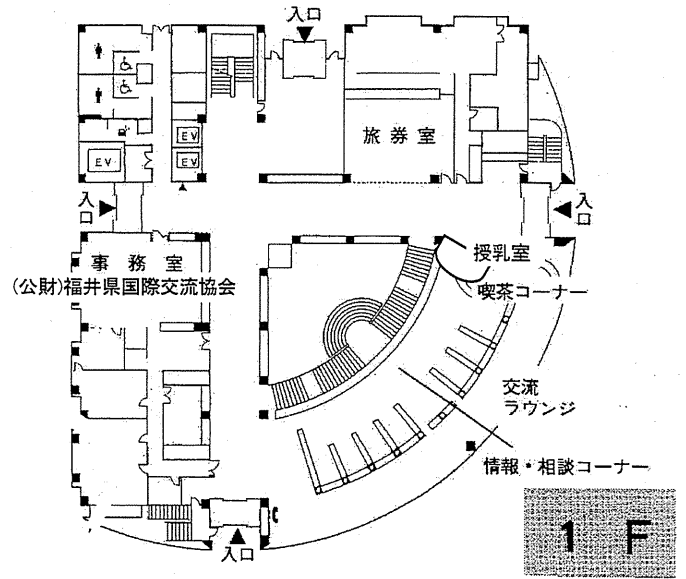 入口
旅 券 室
EV
EV
EV
入口
入口
事 務 室
(公財)福井県国際交流協会
授乳室
喫茶コーナー
交流
ラウンジ
情報・相談コーナー
入口
1 F